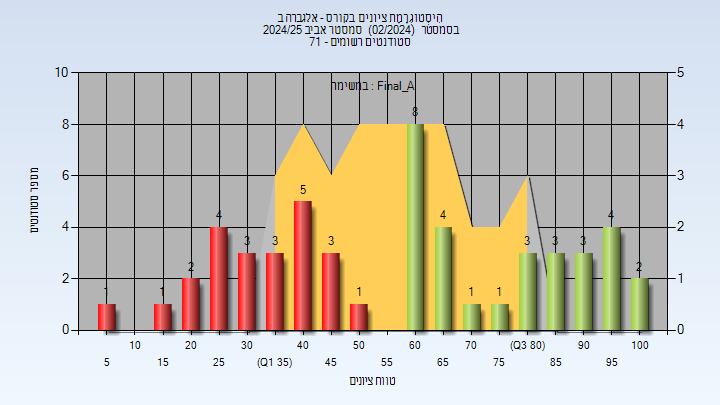 היסטוגרמת ציונים בקורס - אלגברה ב
בסמסטר (02/2024) סמסטר אביב 2024/25
סטודנטים רשומים - 71
במשימה : Final_A
10 8 6 4 2 0
5 4 3 2 1 0
מספר סטודנטים
1 1 2 4 3 3 5 3 1 8 4 1 1 3 3 3 4 2
10 20 30 40 50 60 70 (Q3 80) 90 100
5 15 25 (Q1 35) 45 55 65 75 85 95
טווח ציונים